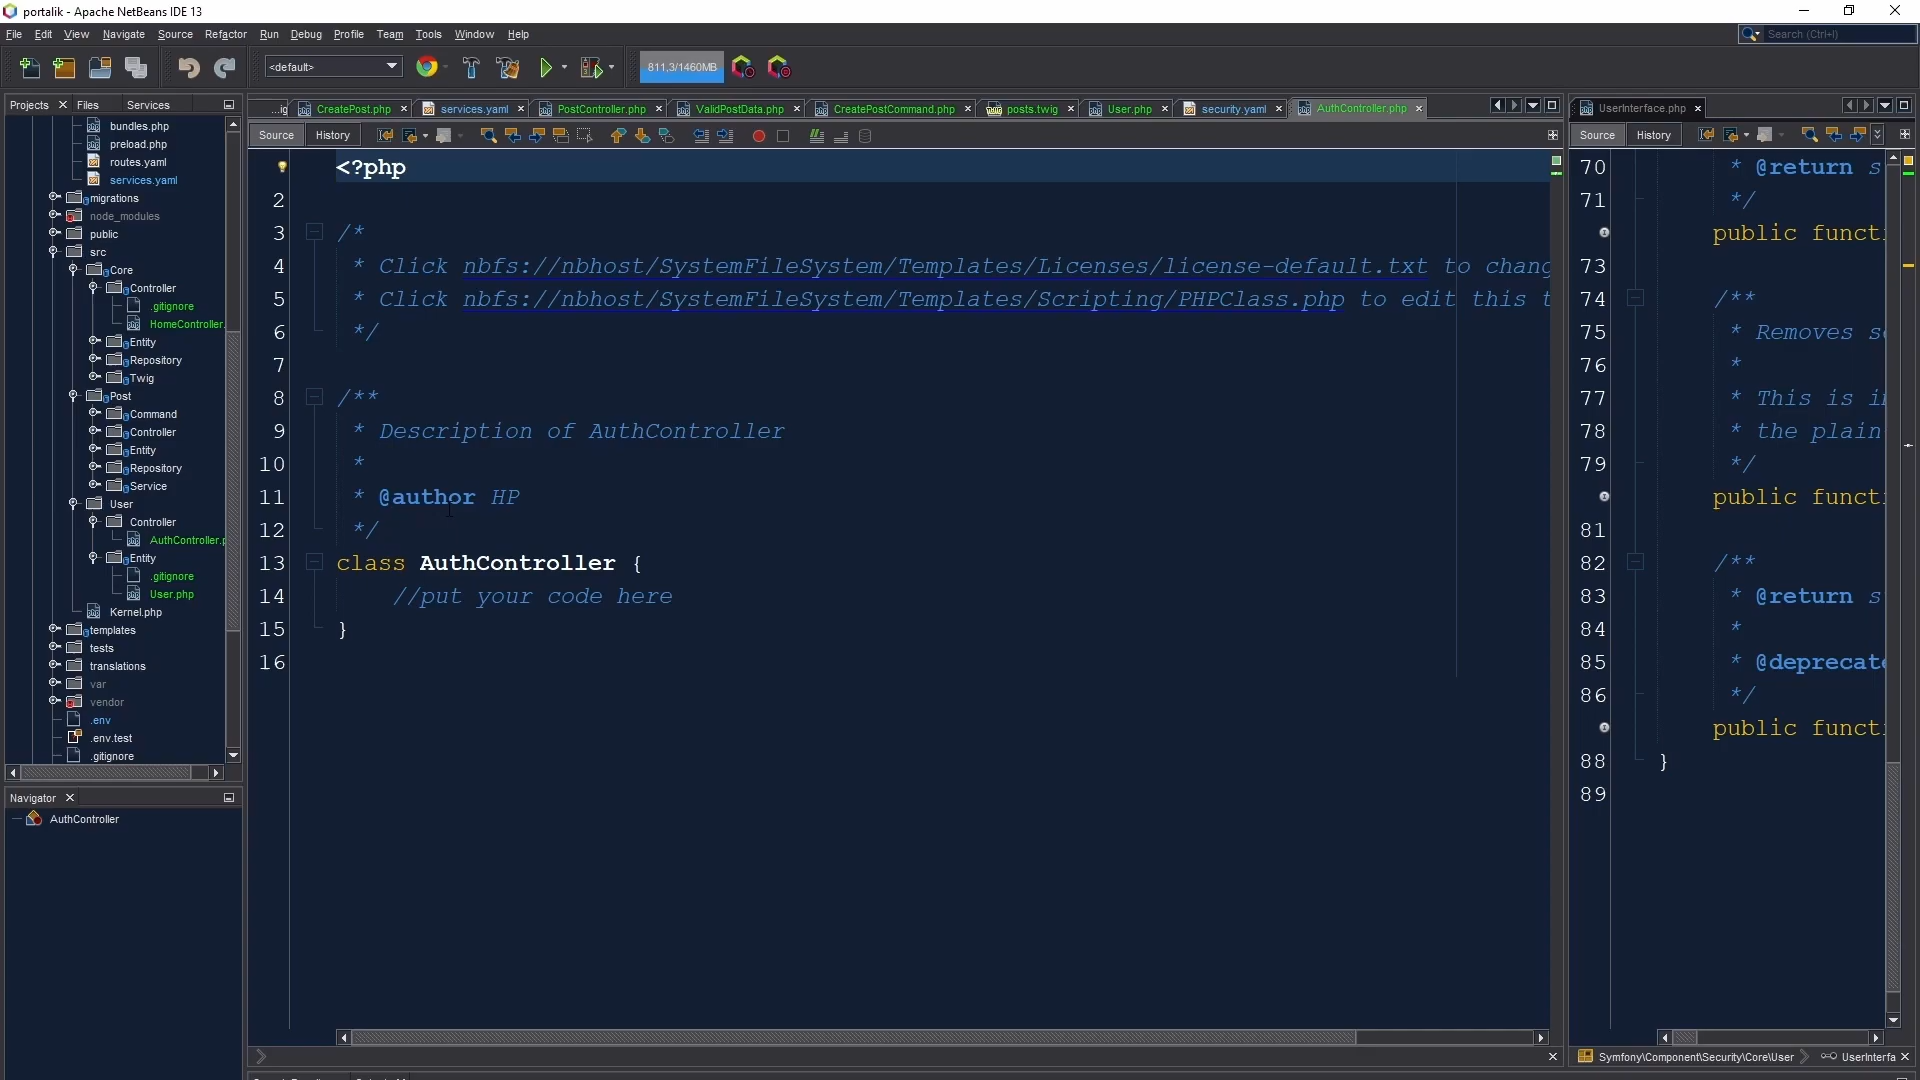 portalik - Apache NetBeans IDE 13
File Edit View Navigate Source Refactor Run Debug Profile Team Tools Window Help
Search (Ctrl+I)
<default>
811,3/1460MB
Projects Files Services
bundles.php
preload.php
routes.yaml
services.yaml
migrations
node_modules
public
src
Core
Controller
.gitignore
HomeController.
Entity
Repository
Twig
Post
Command
Controller
Entity
Repository
Service
User
Controller
AuthController.p
Entity
.gitignore
User.php
Kernel.php
templates
tests
translations
var
vendor
.env
.env.test
.gitignore
Navigator
AuthController
...ig CreatePost.php services.yaml PostController.php ValidPostData.php CreatePostCommand.php posts.twig User.php security.yaml AuthController.php
Source History
<?php
2
3 /*
4 * Click nbfs://nbhost/SystemFileSystem/Templates/Licenses/license-default.txt to chang
5 * Click nbfs://nbhost/SystemFileSystem/Templates/Scripting/PHPClass.php to edit this t
6 */
7
8 /**
9 * Description of AuthController
10 *
11 * @author HP
12 */
13 class AuthController {
14 //put your code here
15 }
16
UserInterface.php
Source History
70 * @return s
71 */
public functi
73
74 /**
75 * Removes se
76 *
77 * This is i
78 * the plain
79 */
public functi
81
82 /**
83 * @return s
84 *
85 * @deprecate
86 */
public functi
88 }
89
Symfony\Component\Security\Core\User UserInterfa